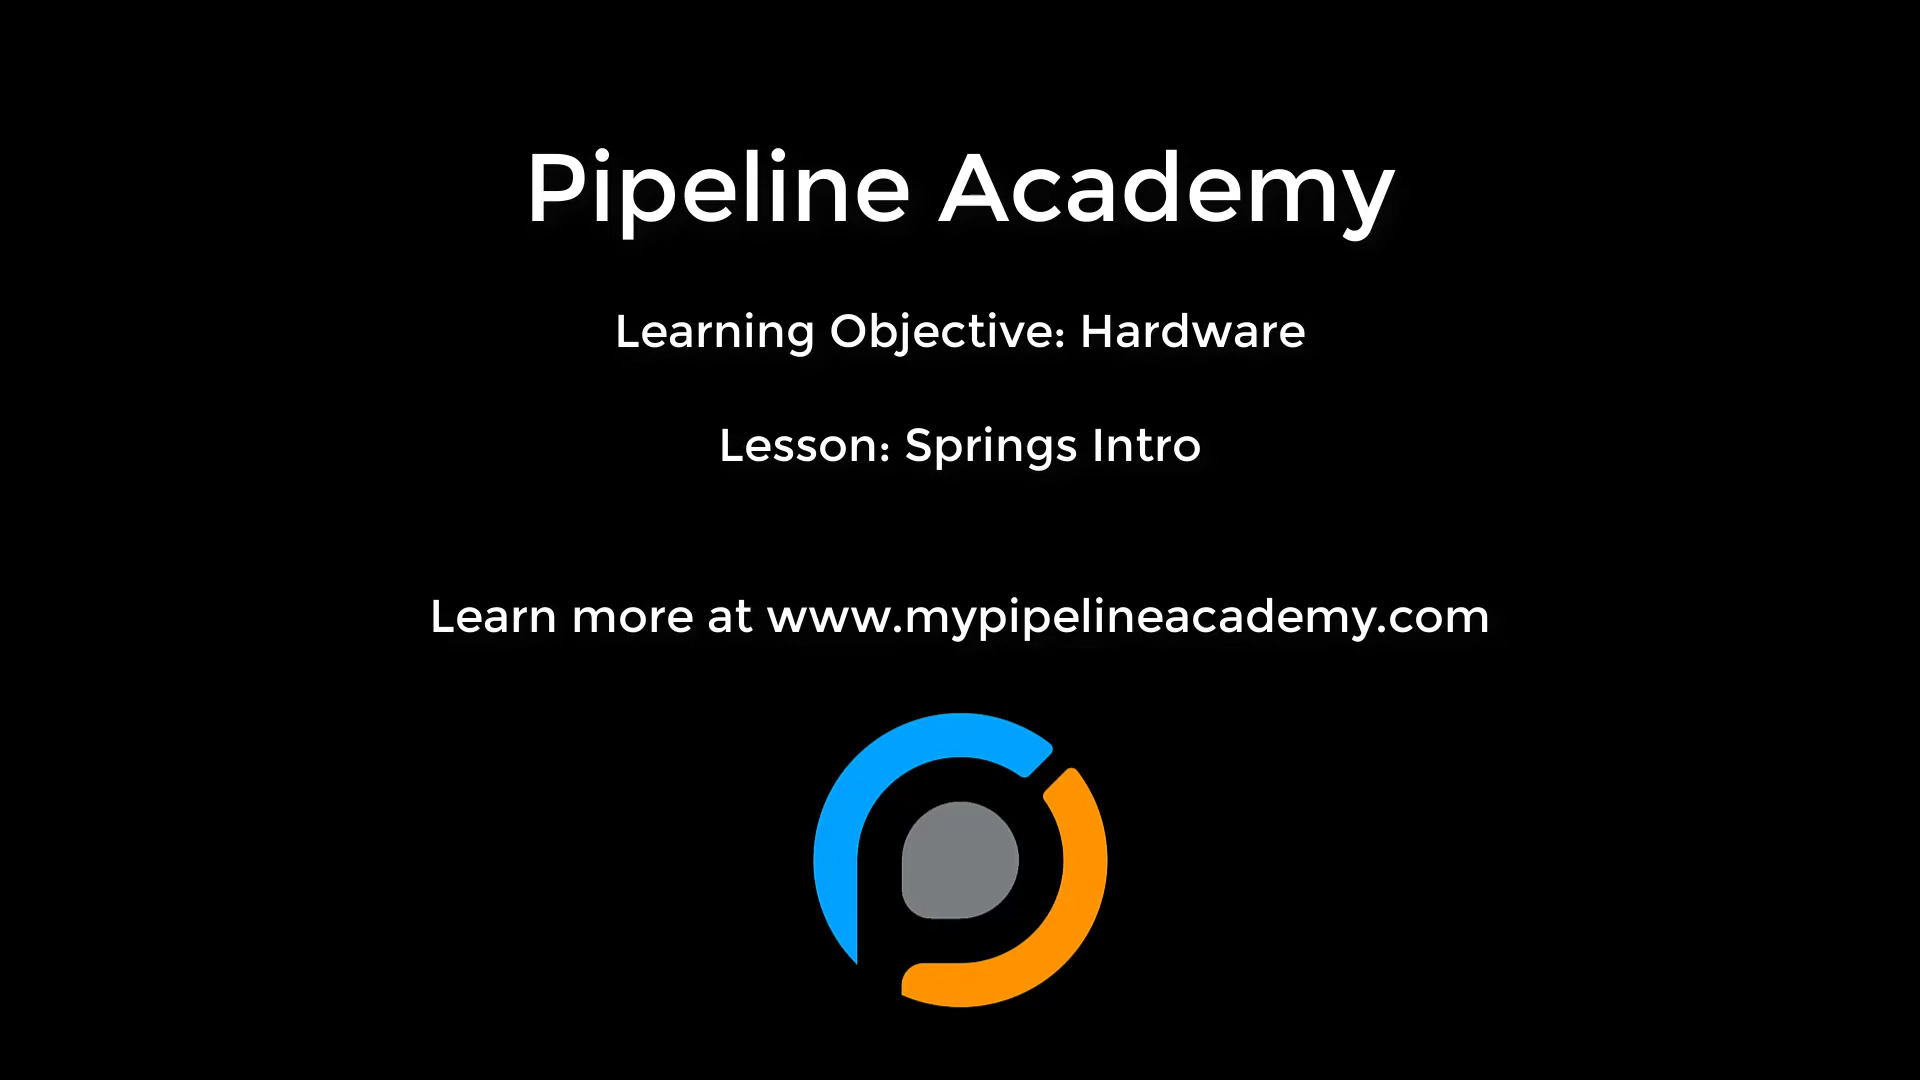 Pipeline Academy
Learning Objective: Hardware
Lesson: Springs Intro
Learn more at www.mypipelineacademy.com